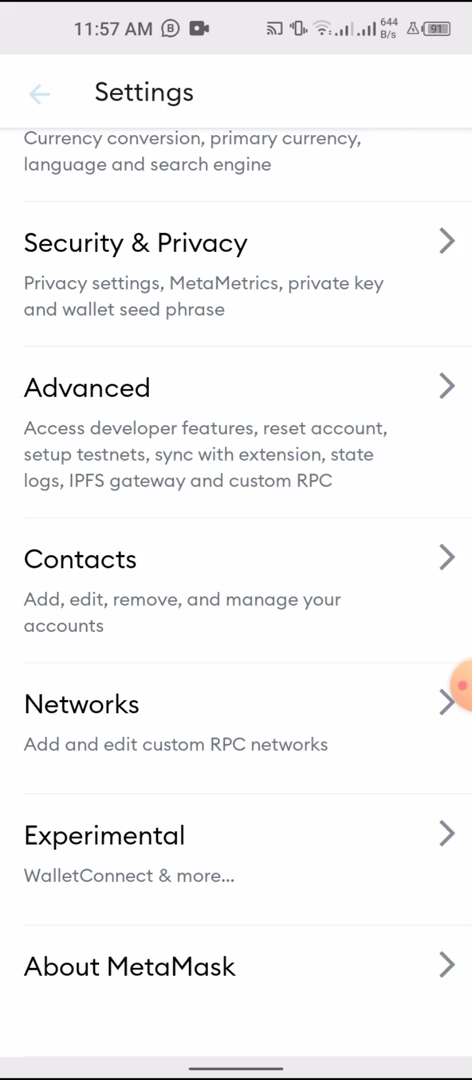 11:57 AM B 644 B/s 91
Settings
Currency conversion, primary currency,
language and search engine
Security & Privacy
Privacy settings, MetaMetrics, private key
and wallet seed phrase
Advanced
Access developer features, reset account,
setup testnets, sync with extension, state
logs, IPFS gateway and custom RPC
Contacts
Add, edit, remove, and manage your
accounts
Networks
Add and edit custom RPC networks
Experimental
WalletConnect & more...
About MetaMask